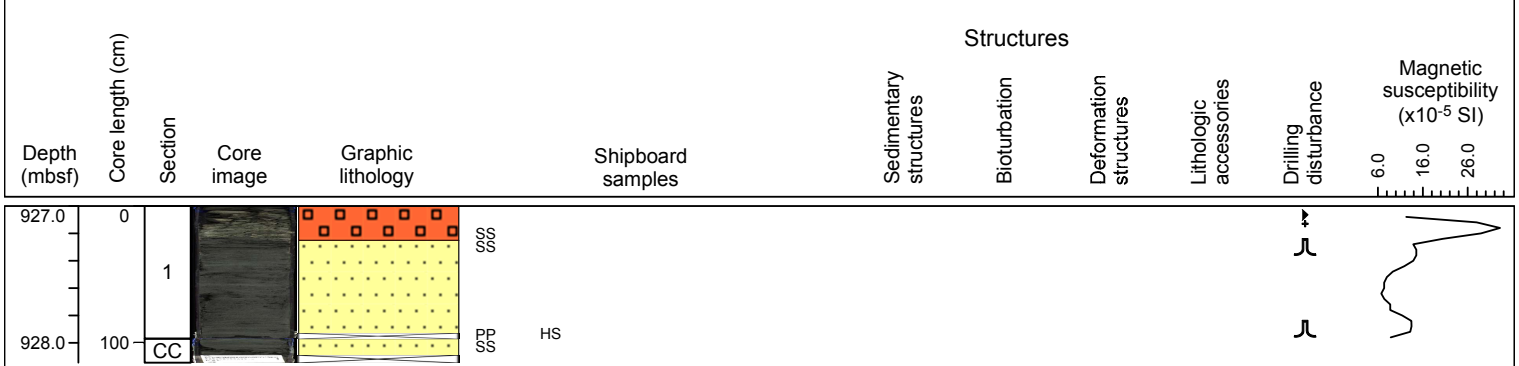 Structures
Depth
(mbsf)
Core length (cm)
Section
Core
image
Graphic
lithology
Shipboard
samples
Sedimentary
structures
Bioturbation
Deformation
structures
Lithologic
accessories
Drilling
disturbance
Magnetic
susceptibility
(x10-5 SI)
6.0
16.0
26.0
927.0
0
SS
SS
1
PP
HS
928.0
100
CC
SS